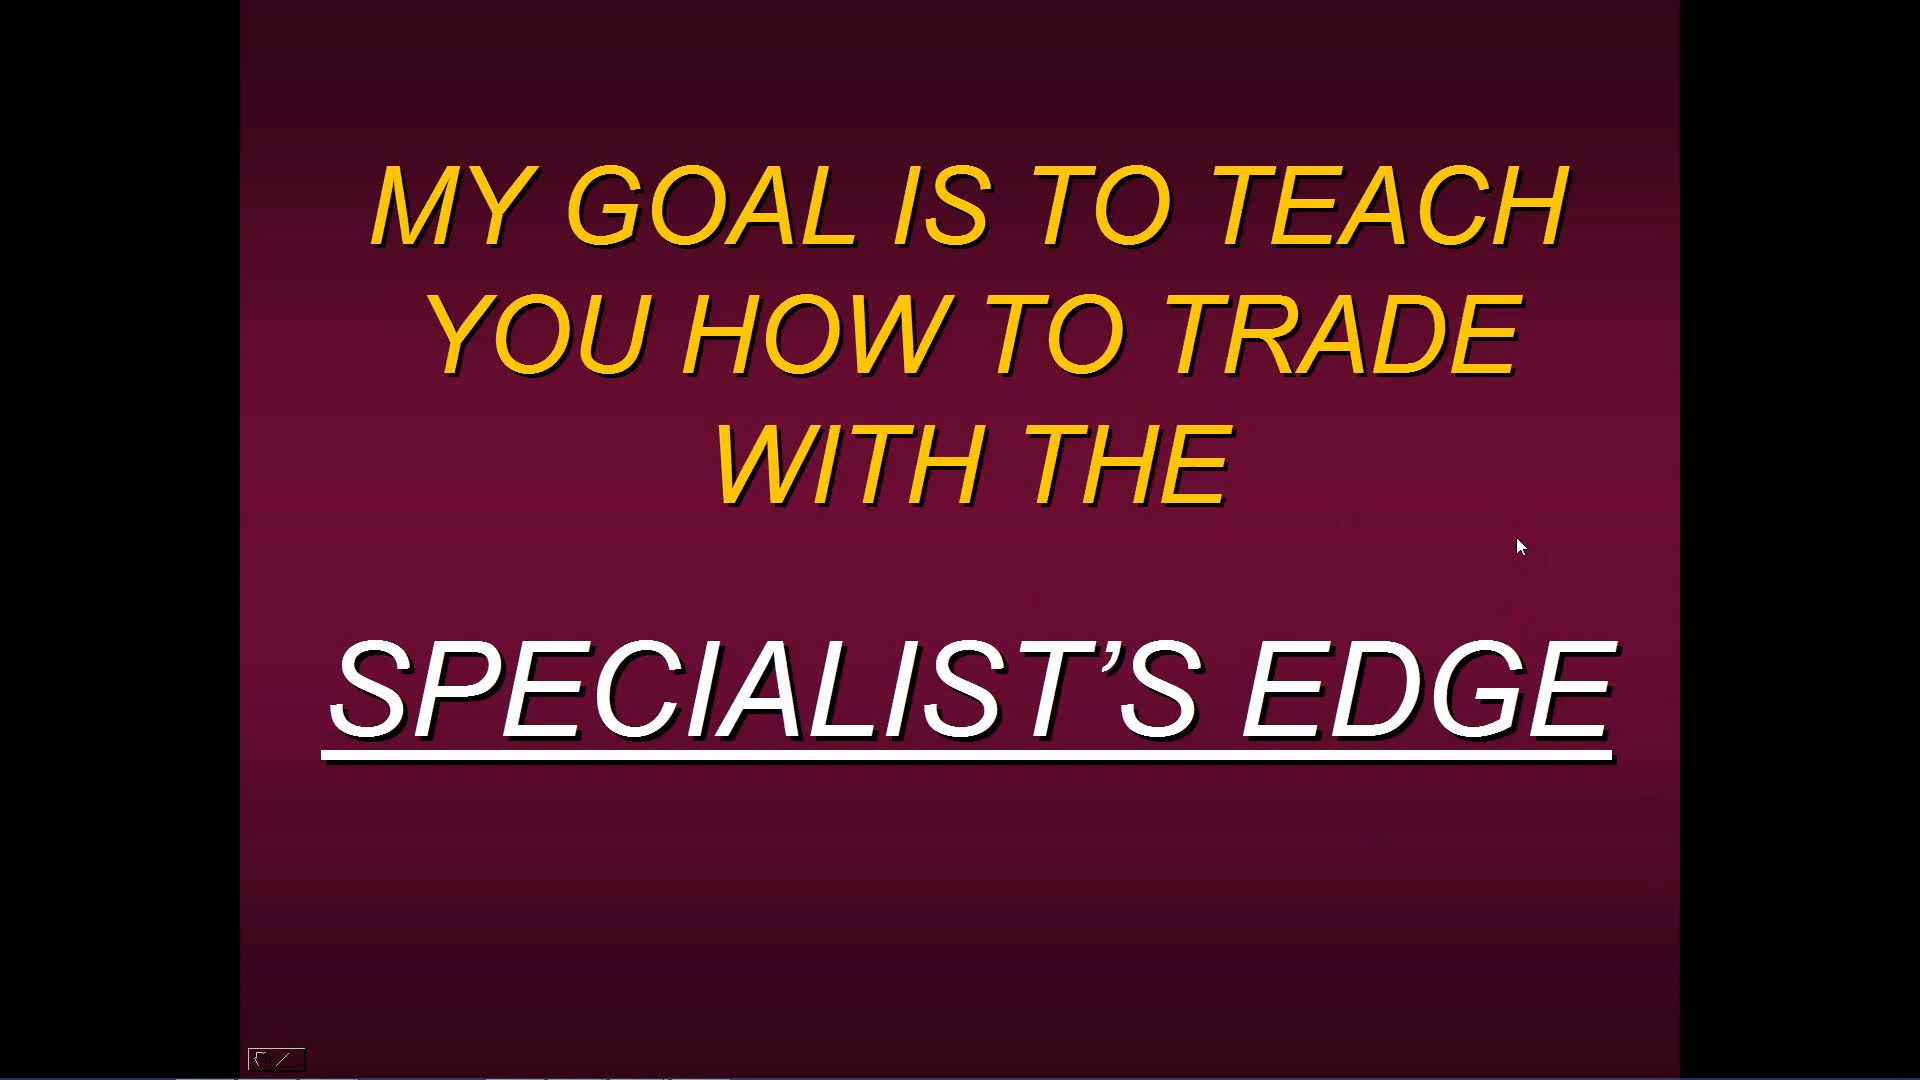 MY GOAL IS TO TEACH
YOU HOW TO TRADE
WITH THE
SPECIALIST’S EDGE